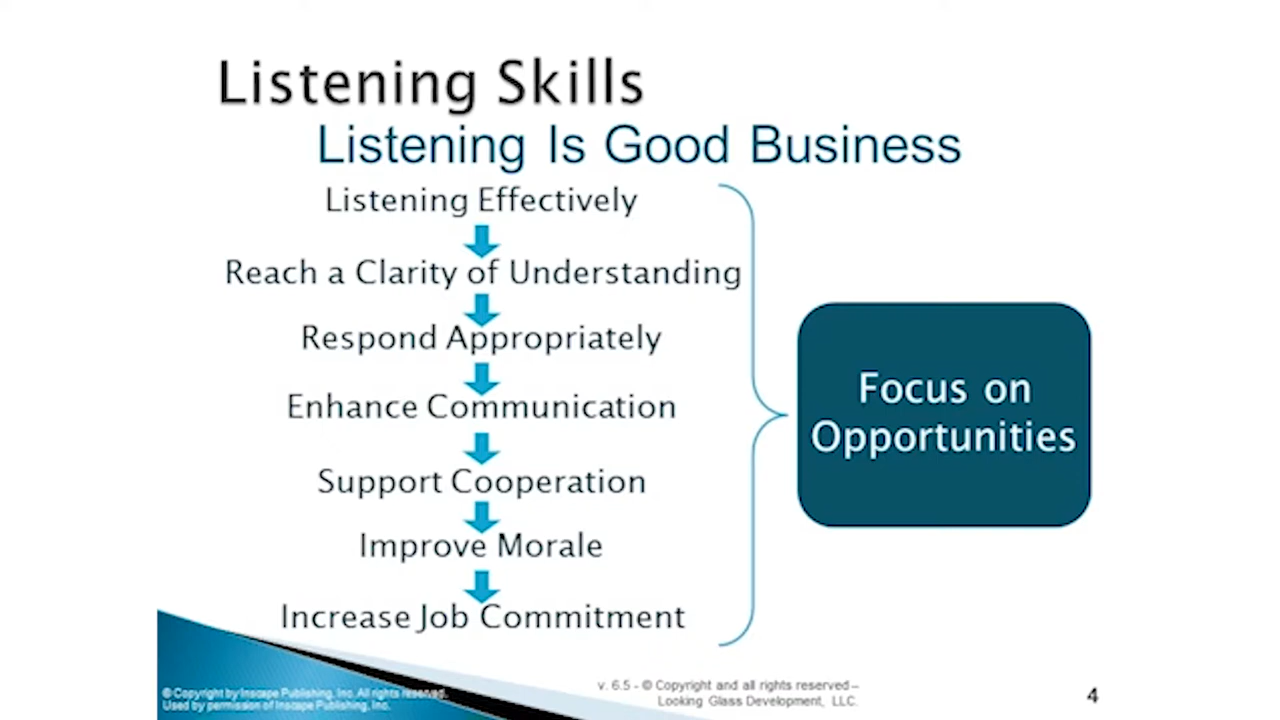 Listening Skills
Listening Is Good Business
Listening Effectively
Reach a Clarity of Understanding
Respond Appropriately
Enhance Communication
Support Cooperation
Improve Morale
Increase Job Commitment
Focus on
Opportunities
© Copyright by Inscape Publishing, Inc. All rights reserved.
Used by permission of Inscape Publishing, Inc.
v. 6.5 - © Copyright and all rights reserved –
Looking Glass Development, LLC.
4